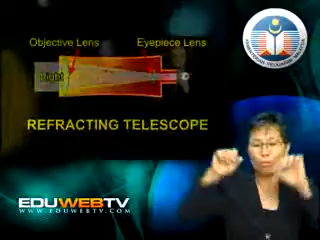 Objective Lens Eyepiece Lens
Light
REFRACTING TELESCOPE
EDUWEBTV
WWW.EDUWEBTV.COM